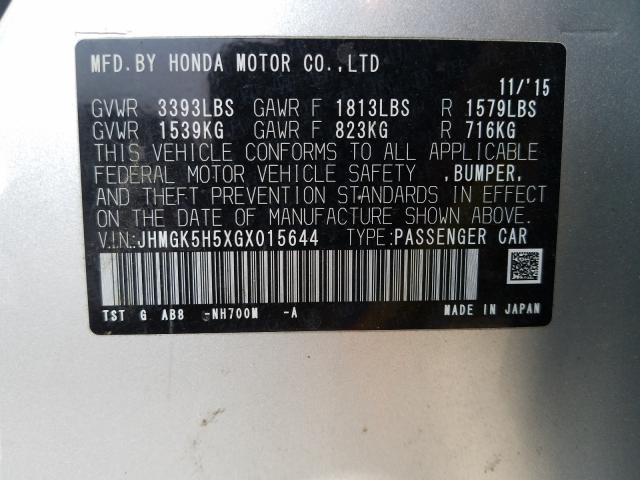 MFD.BY HONDA MOTOR CO.,LTD
11/'15
GVWR 3393LBS GAWR F 1813LBS R 1579LBS
GVWR 1539KG GAWR F 823KG R 716KG
THIS VEHICLE CONFORMS TO ALL APPLICABLE
FEDERAL MOTOR VEHICLE SAFETY ,BUMPER,
AND THEFT PREVENTION STANDARDS IN EFFECT
ON THE DATE OF MANUFACTURE SHOWN ABOVE.
V.I.N.:JHMGK5H5XGX015644 TYPE:PASSENGER CAR
TST G AB8 -NH700M -A MADE IN JAPAN